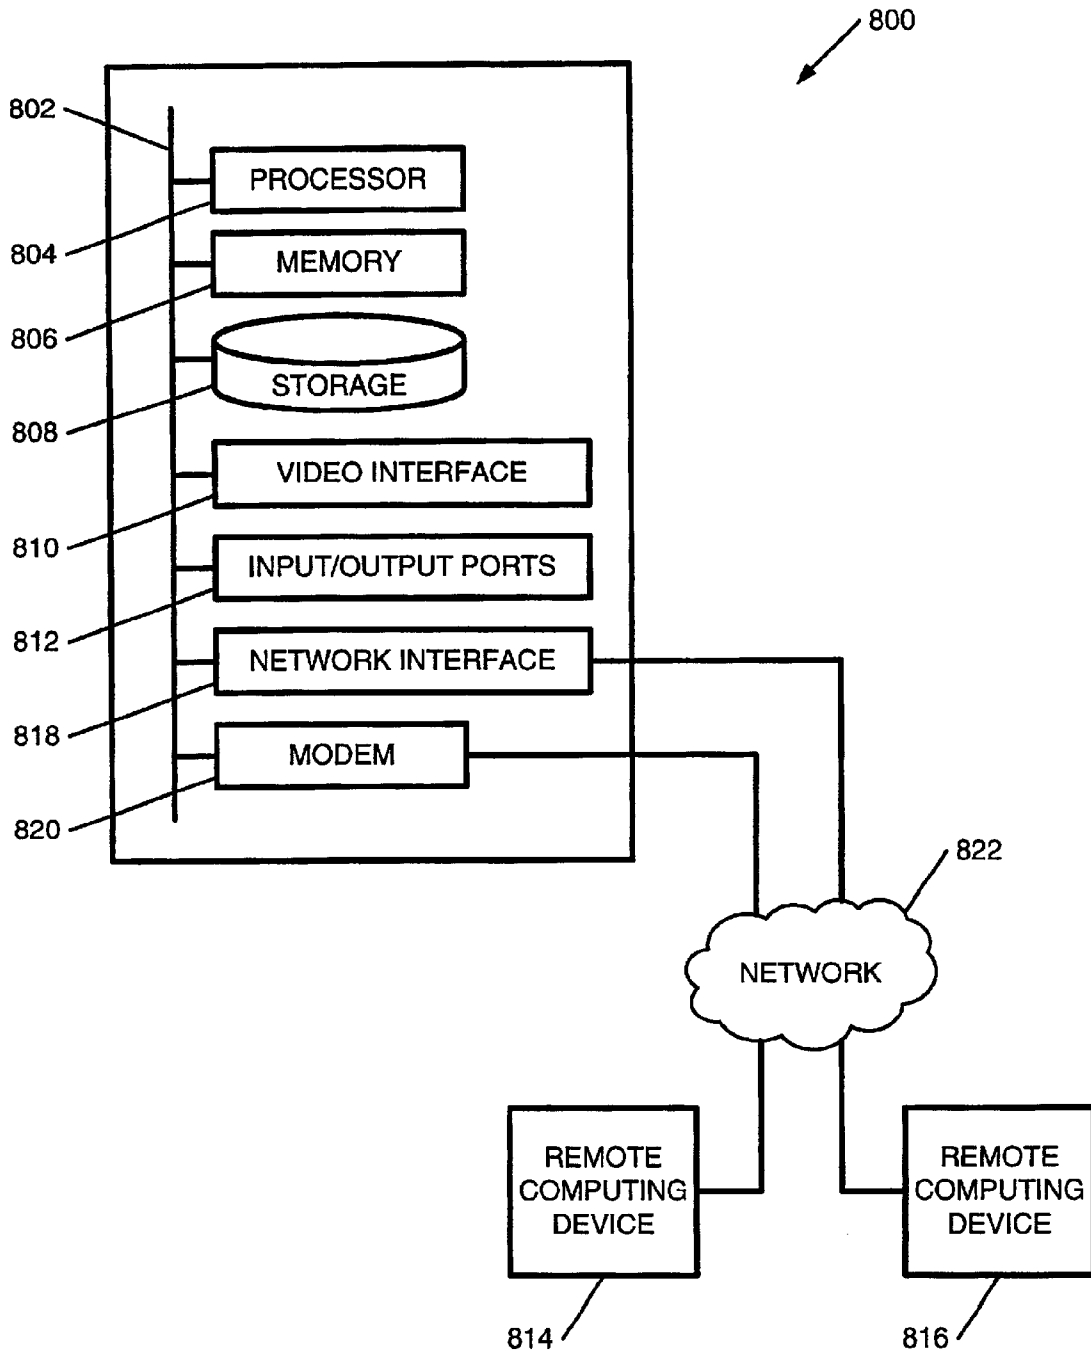 800
802
PROCESSOR
804
MEMORY
806
STORAGE
808
VIDEO INTERFACE
810
INPUT/OUTPUT PORTS
812
NETWORK INTERFACE
818
MODEM
820
822
NETWORK
REMOTE
COMPUTING
DEVICE
814
REMOTE
COMPUTING
DEVICE
816